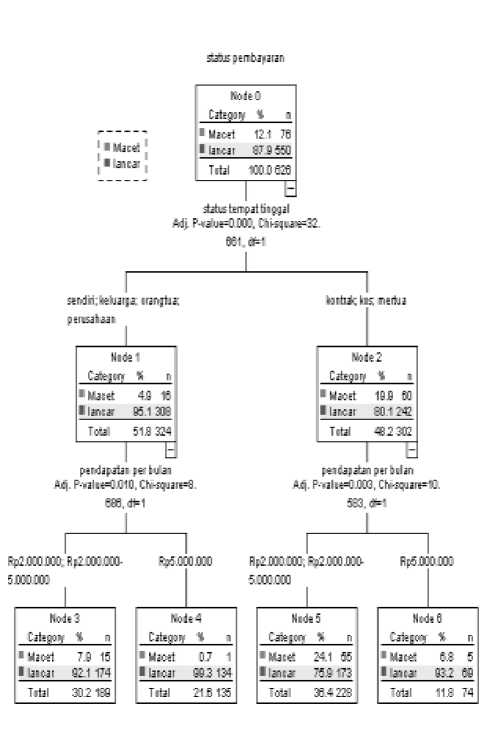 status pembayaran
Node 0
Category % n
Macet 12.1 76
lancar 87.9 550
Total 100.0 626
Macet
lancar
status tempat tinggal
Adj. P-value=0.000, Chi-square=32.
661, df=1
sendiri; keluarga; orangtua;
perusahaan
kontrak; kos; mertua
Node 1
Category % n
Macet 4.9 16
lancar 95.1 308
Total 51.8 324
Node 2
Category % n
Macet 19.9 60
lancar 80.1 242
Total 48.2 302
pendapatan per bulan
Adj. P-value=0.010, Chi-square=8.
686, df=1
pendapatan per bulan
Adj. P-value=0.003, Chi-square=10.
583, df=1
Rp2.000.000; Rp2.000.000-
5.000.000
Rp5.000.000
Rp2.000.000; Rp2.000.000-
5.000.000
Rp5.000.000
Node 3
Category % n
Macet 7.9 15
lancar 92.1 174
Total 30.2 189
Node 4
Category % n
Macet 0.7 1
lancar 99.3 134
Total 21.6 135
Node 5
Category % n
Macet 24.1 55
lancar 75.9 173
Total 36.4 228
Node 6
Category % n
Macet 6.8 5
lancar 93.2 69
Total 11.8 74